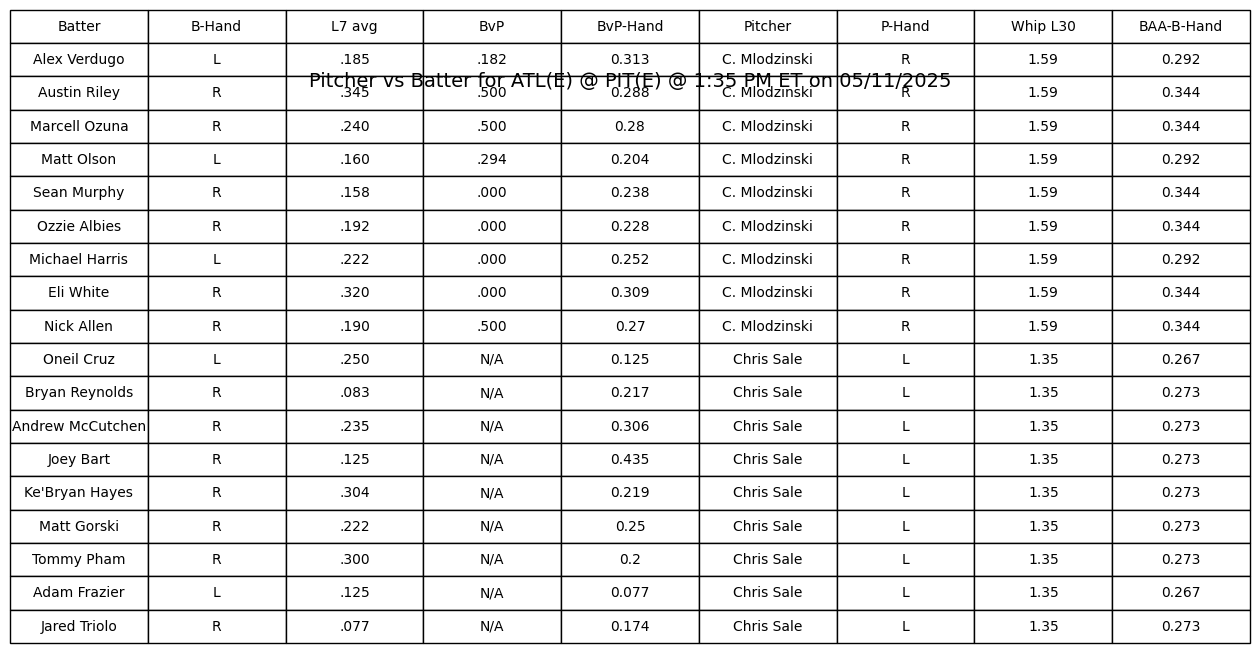 Batter B-Hand L7 avg BvP BvP-Hand Pitcher P-Hand Whip L30 BAA-B-Hand
Alex Verdugo L .185 .182 0.313 C. Mlodzinski R 1.59 0.292
Pitcher vs Batter for ATL(E) @ PIT(E) @ 1:35 PM ET on 05/11/2025
Austin Riley R .345 .500 0.288 C. Mlodzinski R 1.59 0.344
Marcell Ozuna R .240 .500 0.28 C. Mlodzinski R 1.59 0.344
Matt Olson L .160 .294 0.204 C. Mlodzinski R 1.59 0.292
Sean Murphy R .158 .000 0.238 C. Mlodzinski R 1.59 0.344
Ozzie Albies R .192 .000 0.228 C. Mlodzinski R 1.59 0.344
Michael Harris L .222 .000 0.252 C. Mlodzinski R 1.59 0.292
Eli White R .320 .000 0.309 C. Mlodzinski R 1.59 0.344
Nick Allen R .190 .500 0.27 C. Mlodzinski R 1.59 0.344
Oneil Cruz L .250 N/A 0.125 Chris Sale L 1.35 0.267
Bryan Reynolds R .083 N/A 0.217 Chris Sale L 1.35 0.273
Andrew McCutchen R .235 N/A 0.306 Chris Sale L 1.35 0.273
Joey Bart R .125 N/A 0.435 Chris Sale L 1.35 0.273
Ke'Bryan Hayes R .304 N/A 0.219 Chris Sale L 1.35 0.273
Matt Gorski R .222 N/A 0.25 Chris Sale L 1.35 0.273
Tommy Pham R .300 N/A 0.2 Chris Sale L 1.35 0.273
Adam Frazier L .125 N/A 0.077 Chris Sale L 1.35 0.267
Jared Triolo R .077 N/A 0.174 Chris Sale L 1.35 0.273